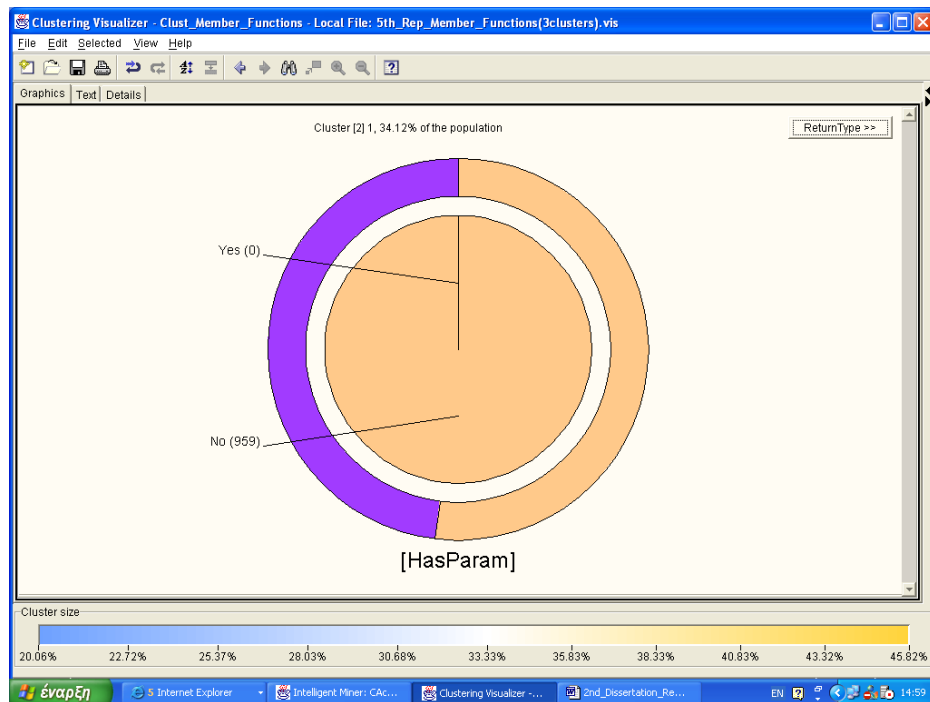 Clustering Visualizer - Clust_Member_Functions - Local File: 5th_Rep_Member_Functions(3clusters).vis
File Edit Selected View Help
Graphics Text Details
Cluster [2] 1, 34.12% of the population
ReturnType >>
Yes (0)
No (959)
[HasParam]
Cluster size
20.06% 22.72% 25.37% 28.03% 30.68% 33.33% 35.83% 38.33% 40.83% 43.32% 45.82%
έναρξη 5 Internet Explorer Intelligent Miner: CAc... Clustering Visualizer -... 2nd_Dissertation_Re... EN 14:59